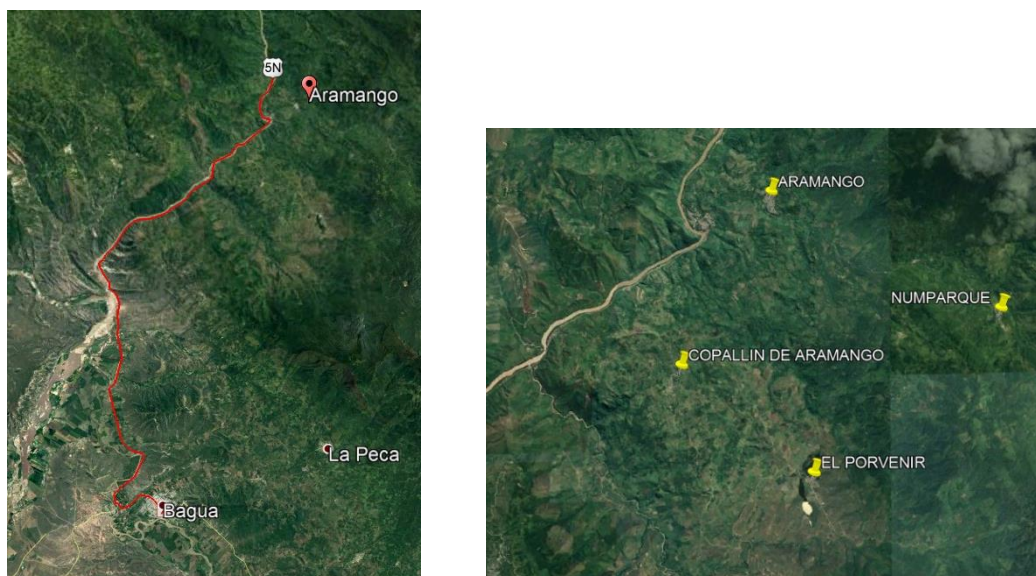 5N
Aramango
La Peca
Bagua
ARAMANGO
NUMPARQUE
COPALLIN DE ARAMANGO
EL PORVENIR